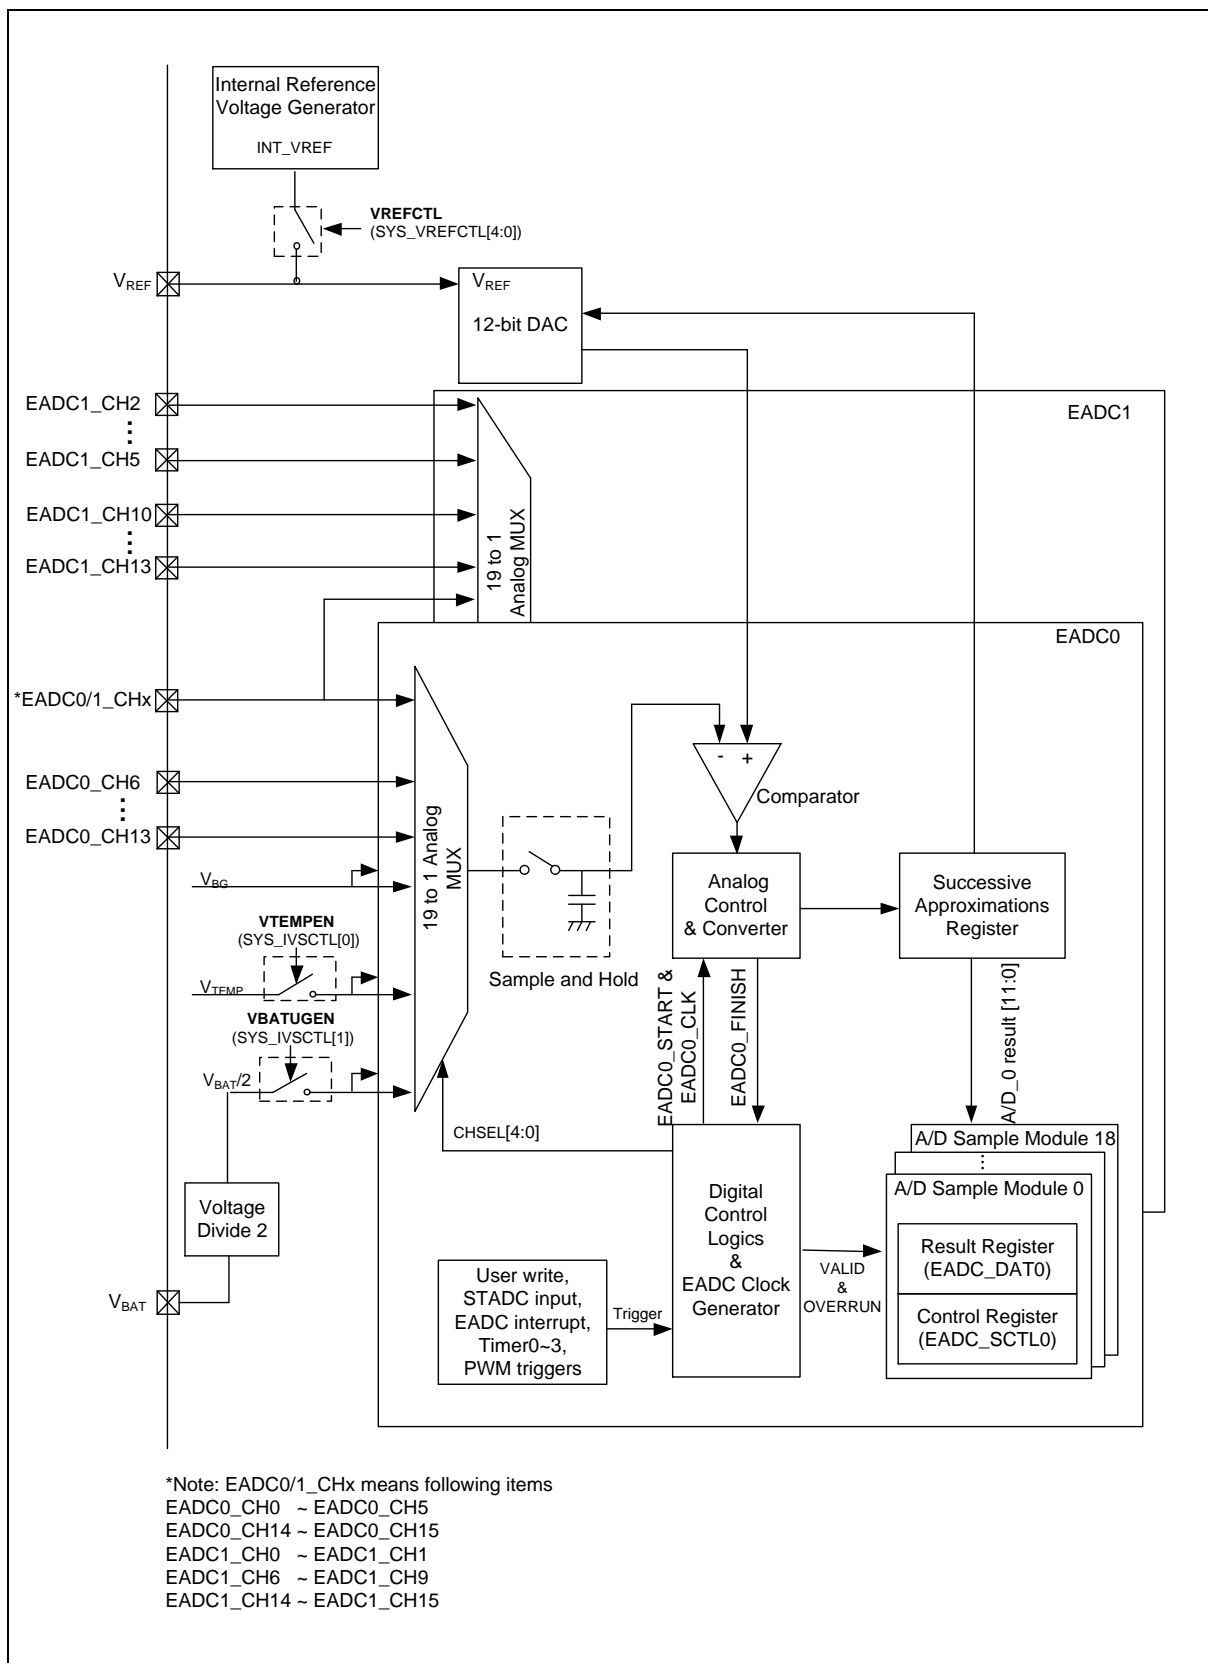 Internal Reference
Voltage Generator
INT_VREF
VREFCTL
(SYS_VREFCTL[4:0])
VREF
VREF
12-bit DAC
EADC1_CH2
EADC1
EADC1_CH5
EADC1_CH10
EADC1_CH13
19 to 1
Analog MUX
EADC0
*EADC0/1_CHx
EADC0_CH6
EADC0_CH13
- +
Comparator
19 to 1 Analog
MUX
VBG
Analog
Control
& Converter
Successive
Approximations
Register
VTEMPEN
(SYS_IVSCTL[0])
VTEMP
Sample and Hold
VBATUGEN
(SYS_IVSCTL[1])
VBAT/2
EADC0_START &
EADC0_CLK
EADC0_FINISH
A/D_0 result [11:0]
CHSEL[4:0]
A/D Sample Module 18
A/D Sample Module 0
Voltage
Divide 2
Digital
Control
Logics
&
EADC Clock
Generator
Result Register
(EADC_DAT0)
VALID
&
OVERRUN
Control Register
(EADC_SCTL0)
VBAT
User write,
STADC input,
EADC interrupt,
Timer0~3,
PWM triggers
Trigger
*Note: EADC0/1_CHx means following items
EADC0_CH0 ~ EADC0_CH5
EADC0_CH14 ~ EADC0_CH15
EADC1_CH0 ~ EADC1_CH1
EADC1_CH6 ~ EADC1_CH9
EADC1_CH14 ~ EADC1_CH15